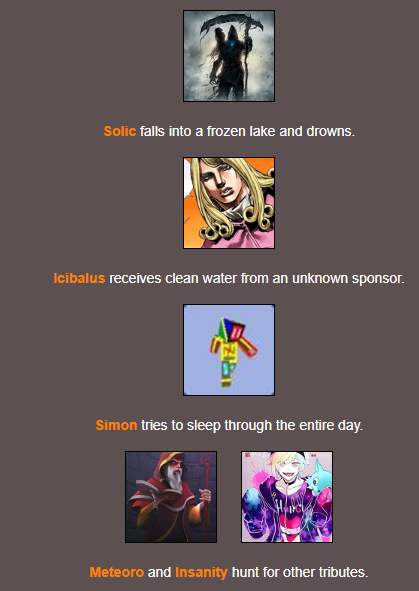 Solic falls into a frozen lake and drowns.
Icibalus receives clean water from an unknown sponsor.
Simon tries to sleep through the entire day.
Meteoro and Insanity hunt for other tributes.